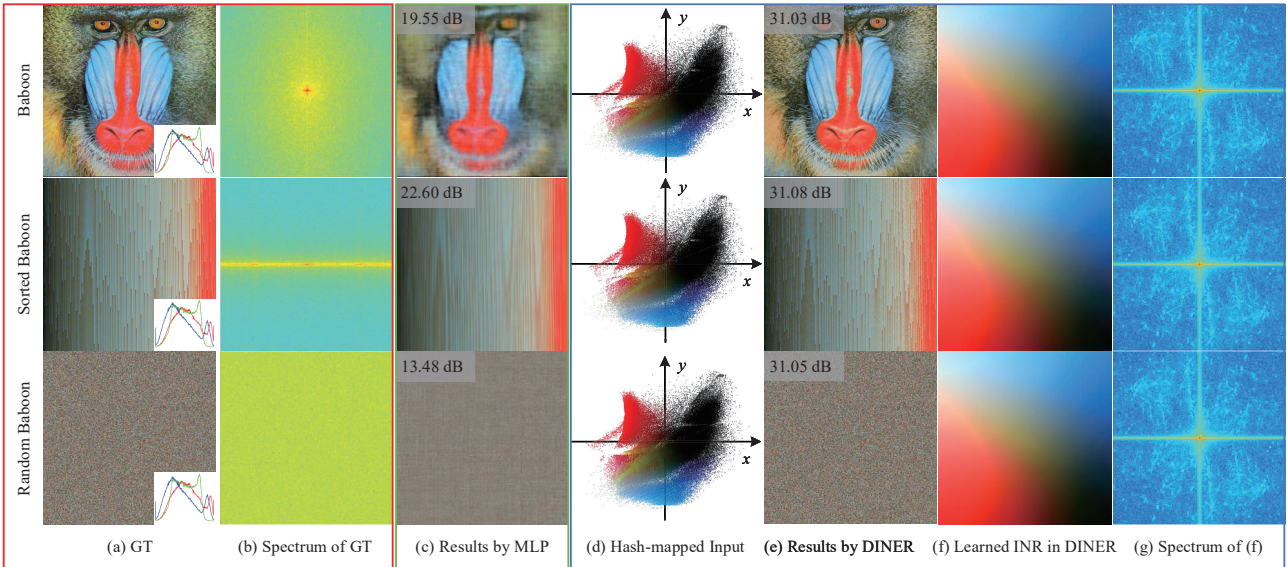 Baboon
19.55 dB
y
x
31.03 dB
Sorted Baboon
22.60 dB
y
x
31.08 dB
Random Baboon
13.48 dB
y
x
31.05 dB
(a) GT
(b) Spectrum of GT
(c) Results by MLP
(d) Hash-mapped Input
(e) Results by DINER
(f) Learned INR in DINER
(g) Spectrum of (f)